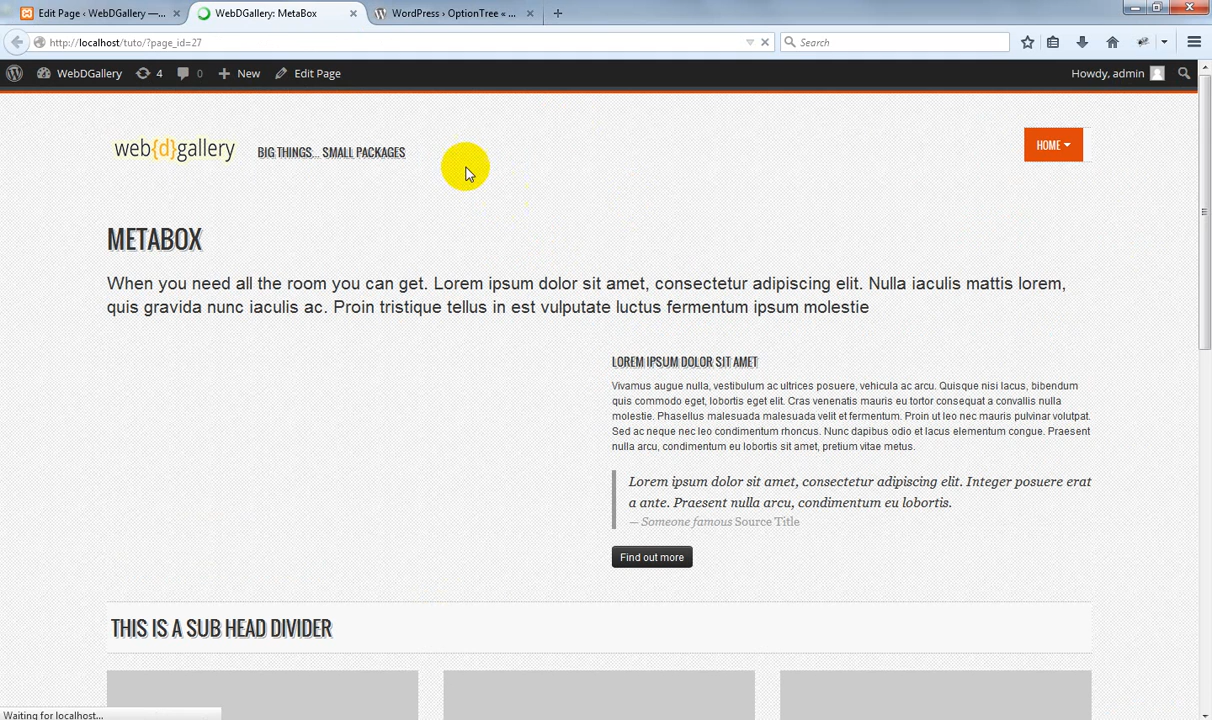 Edit Page ‹ WebDGallery —...
WebDGallery: MetaBox
WordPress › OptionTree « ...
http://localhost/tuto/?page_id=27
Search
WebDGallery
4
0
New
Edit Page
Howdy, admin
web{d}gallery
BIG THINGS... SMALL PACKAGES
HOME
METABOX
When you need all the room you can get. Lorem ipsum dolor sit amet, consectetur adipiscing elit. Nulla iaculis mattis lorem,
quis gravida nunc iaculis ac. Proin tristique tellus in est vulputate luctus fermentum ipsum molestie
LOREM IPSUM DOLOR SIT AMET
Vivamus augue nulla, vestibulum ac ultrices posuere, vehicula ac arcu. Quisque nisi lacus, bibendum
quis commodo eget, lobortis eget elit. Cras venenatis mauris eu tortor consequat a convallis nulla
molestie. Phasellus malesuada malesuada velit et fermentum. Proin ut leo nec mauris pulvinar volutpat.
Sed ac neque nec leo condimentum rhoncus. Nunc dapibus odio et lacus elementum congue. Praesent
nulla arcu, condimentum eu lobortis sit amet, pretium vitae metus.
Lorem ipsum dolor sit amet, consectetur adipiscing elit. Integer posuere erat
a ante. Praesent nulla arcu, condimentum eu lobortis.
— Someone famous Source Title
Find out more
THIS IS A SUB HEAD DIVIDER
Waiting for localhost...